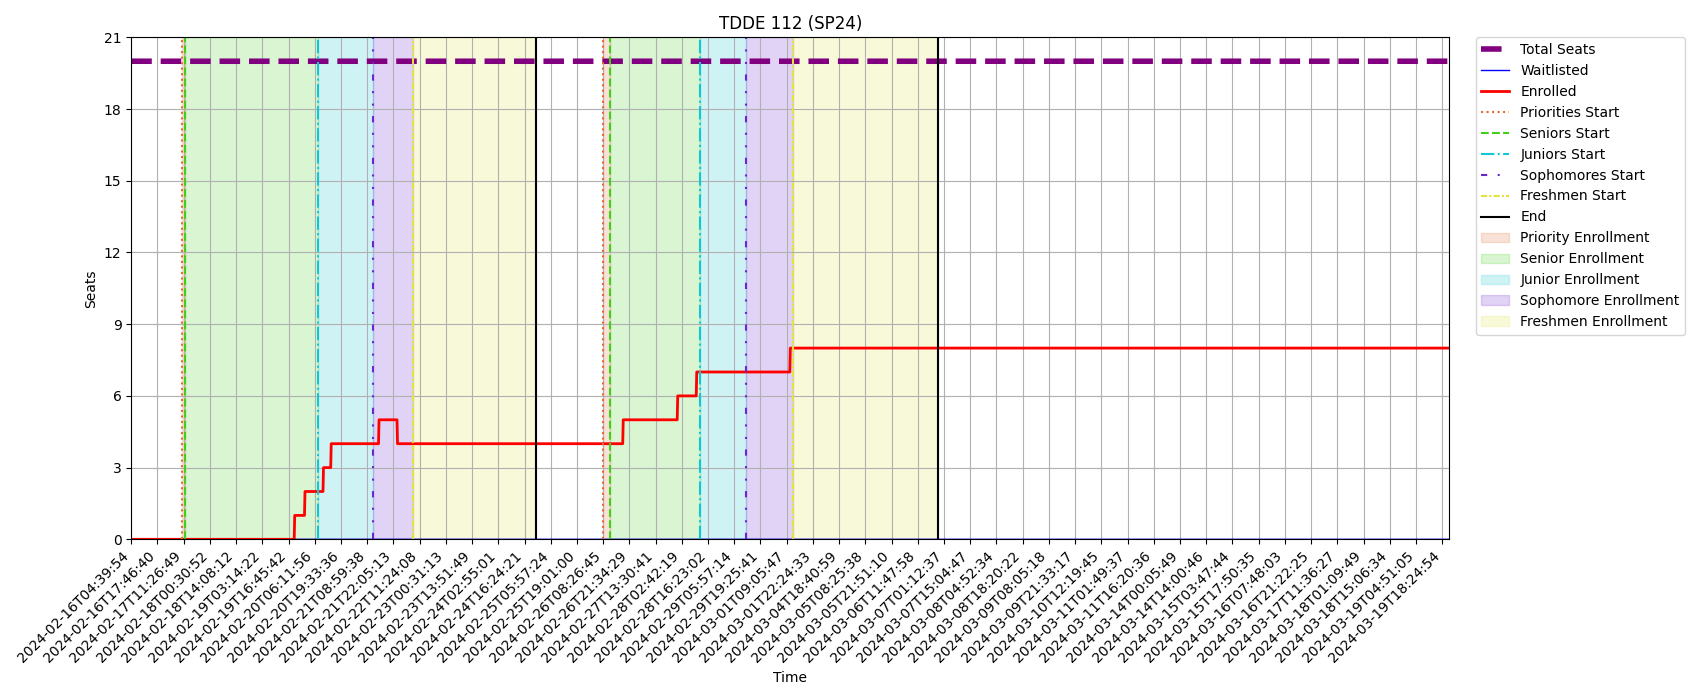 TDDE 112 (SP24)
21
18
15
12
9
6
3
0
Seats
2024-02-16T04:39:54
2024-02-16T17:46:40
2024-02-17T11:26:49
2024-02-18T00:30:52
2024-02-18T14:08:12
2024-02-19T03:14:22
2024-02-19T16:45:42
2024-02-20T06:11:56
2024-02-20T19:33:36
2024-02-21T08:59:38
2024-02-21T22:05:13
2024-02-22T11:24:08
2024-02-23T00:31:13
2024-02-23T13:51:49
2024-02-24T02:55:01
2024-02-24T16:24:21
2024-02-25T05:57:24
2024-02-25T19:01:00
2024-02-26T08:26:45
2024-02-26T21:34:29
2024-02-27T13:30:41
2024-02-28T02:42:19
2024-02-28T16:23:02
2024-02-29T05:57:14
2024-02-29T19:25:41
2024-03-01T09:05:47
2024-03-01T22:24:33
2024-03-04T18:40:59
2024-03-05T08:25:38
2024-03-05T21:51:10
2024-03-06T11:47:58
2024-03-07T01:12:37
2024-03-07T15:04:47
2024-03-08T04:52:34
2024-03-08T18:20:22
2024-03-09T08:05:18
2024-03-09T21:33:17
2024-03-10T12:19:45
2024-03-11T01:49:37
2024-03-11T16:20:36
2024-03-14T00:05:49
2024-03-14T14:00:46
2024-03-15T03:47:44
2024-03-15T17:50:35
2024-03-16T07:48:03
2024-03-16T21:22:25
2024-03-17T11:36:27
2024-03-18T01:09:49
2024-03-18T15:06:34
2024-03-19T04:51:05
2024-03-19T18:24:54
Time
Total Seats
Waitlisted
Enrolled
Priorities Start
Seniors Start
Juniors Start
Sophomores Start
Freshmen Start
End
Priority Enrollment
Senior Enrollment
Junior Enrollment
Sophomore Enrollment
Freshmen Enrollment